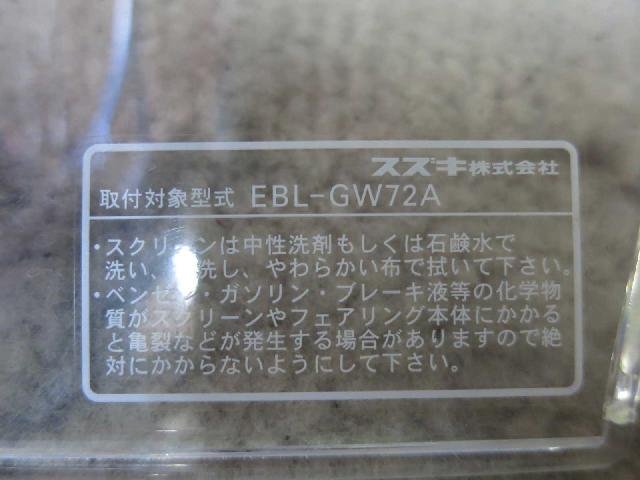 スズキ株式会社
取付対象型式 EBL-GW72A
・スクリーンは中性洗剤もしくは石鹸水で
洗い、洗し、やわらかい布で拭いて下さい。
・ベンゼン・ガソリン・ブレーキ液等の化学物
質がスクリーンやフェアリング本体にかかる
と亀裂などが発生する場合がありますので絶
対にかからないようにして下さい。